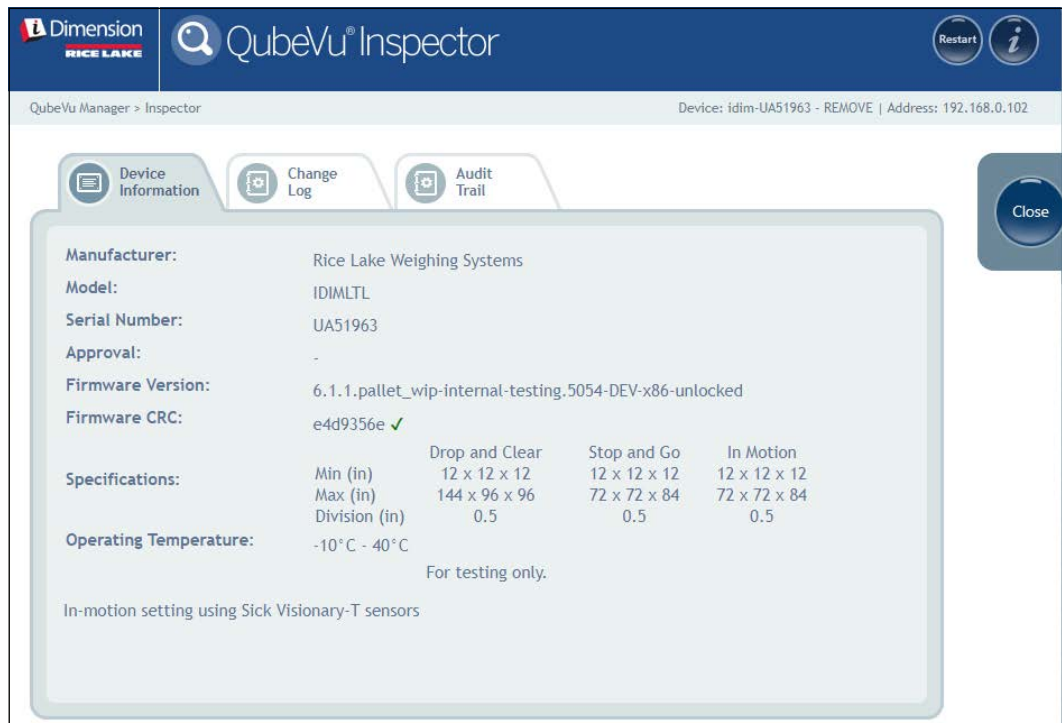 i Dimension
RICE LAKE
QubeVu® Inspector
Restart
i
QubeVu Manager > Inspector
Device: idim-UA51963 - REMOVE | Address: 192.168.0.102
Device Information
Change Log
Audit Trail
Close
Manufacturer: Rice Lake Weighing Systems
Model: IDIMLTL
Serial Number: UA51963
Approval: -
Firmware Version: 6.1.1.pallet_wip-internal-testing.5054-DEV-x86-unlocked
Firmware CRC: e4d9356e ✓
Drop and Clear Stop and Go In Motion
Specifications: Min (in) 12 x 12 x 12 12 x 12 x 12 12 x 12 x 12
Max (in) 144 x 96 x 96 72 x 72 x 84 72 x 72 x 84
Division (in) 0.5 0.5 0.5
Operating Temperature: -10°C - 40°C
For testing only.
In-motion setting using Sick Visionary-T sensors